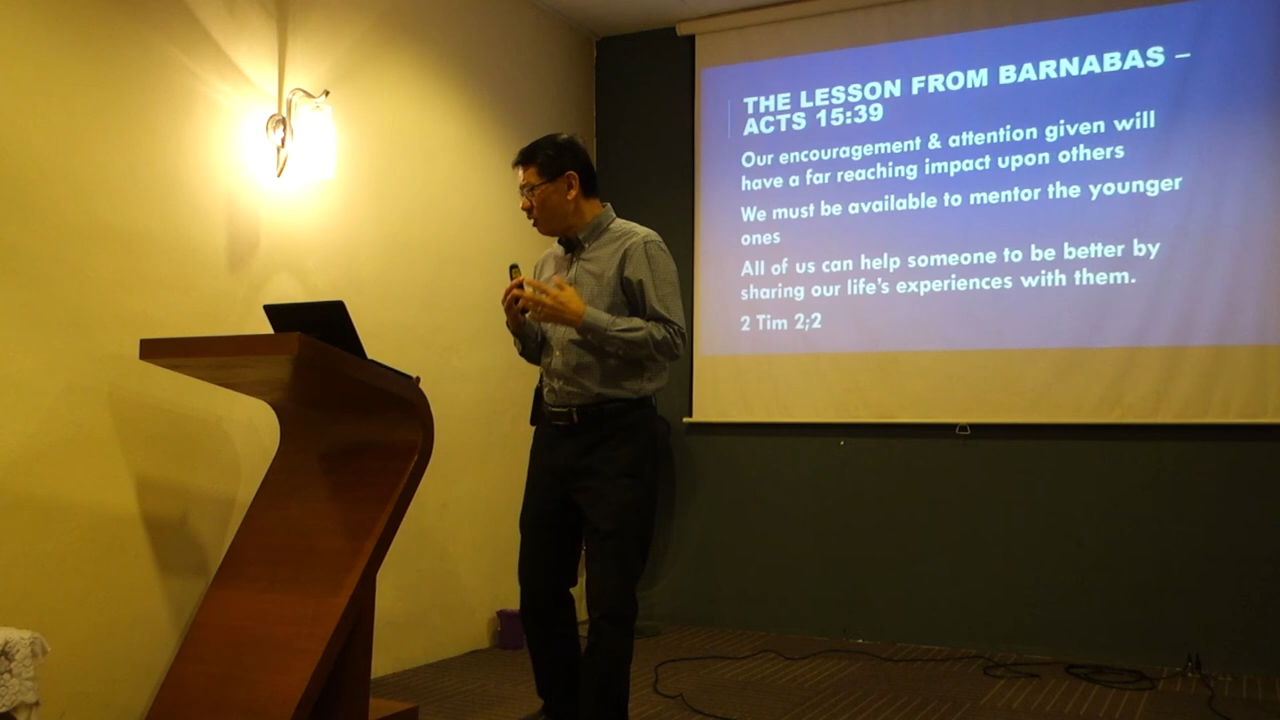 THE LESSON FROM BARNABAS –
ACTS 15:39
Our encouragement & attention given will
have a far reaching impact upon others
We must be available to mentor the younger
ones
All of us can help someone to be better by
sharing our life's experiences with them.
2 Tim 2;2